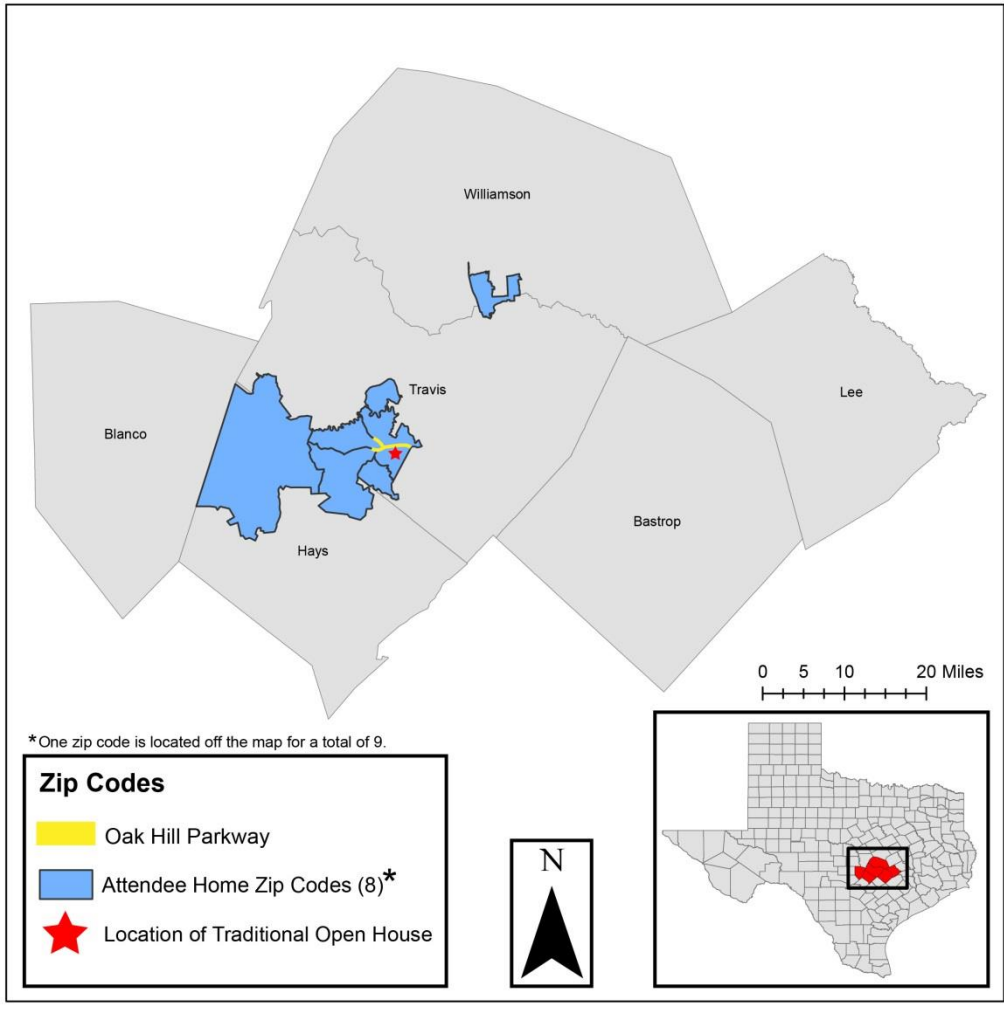 Williamson
Travis
Lee
Blanco
Bastrop
Hays
0 5 10 20 Miles
*One zip code is located off the map for a total of 9.
Zip Codes
Oak Hill Parkway
Attendee Home Zip Codes (8)*
Location of Traditional Open House
N